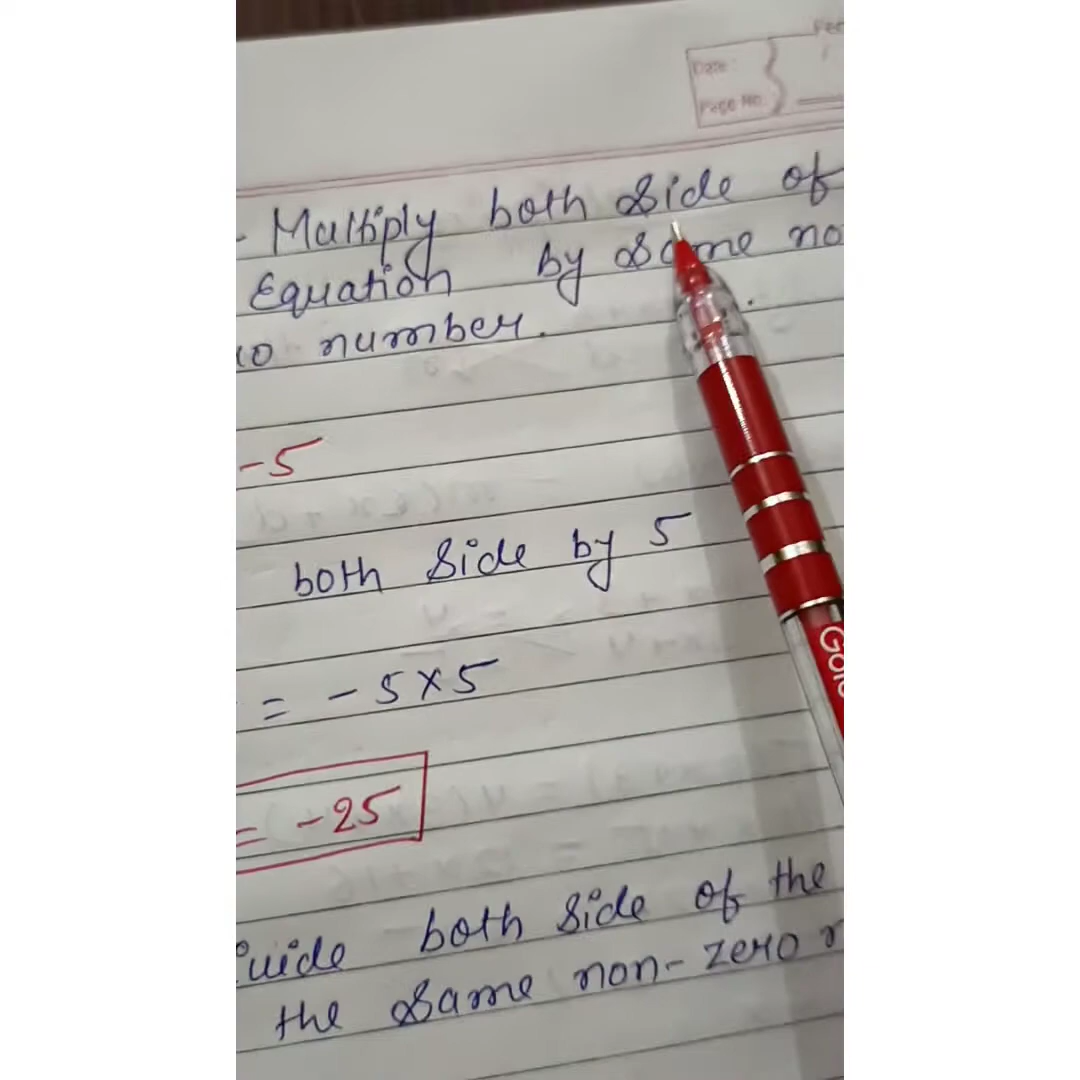 Date:
Page No.:
- Multiply both side of
Equation by same no
number.
-5
both side by 5
= - 5 × 5
= -25
both side of the
the same non-zero